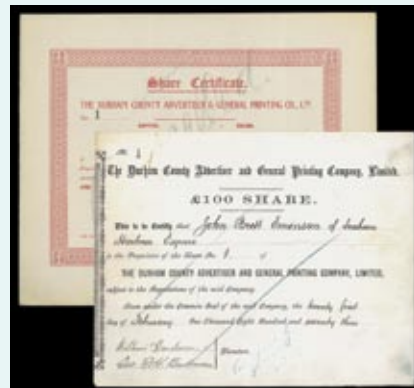 Share Certificate.
THE DURHAM COUNTY ADVERTISER & GENERAL PRINTING CO., LTD
No. 1
No 1
The Durham County Advertiser and General Printing Company, Limited.
£100 SHARE.
This is to Certify that John Brett of
Esquire
is the Proprietor of the Share No. 1. of
THE DURHAM COUNTY ADVERTISER AND GENERAL PRINTING COMPANY, LIMITED,
subject to the Regulations of the said Company.
Given under the Common Seal of the said Company, the twenty first
day of February One Thousand Eight Hundred and seventy three
Directors.